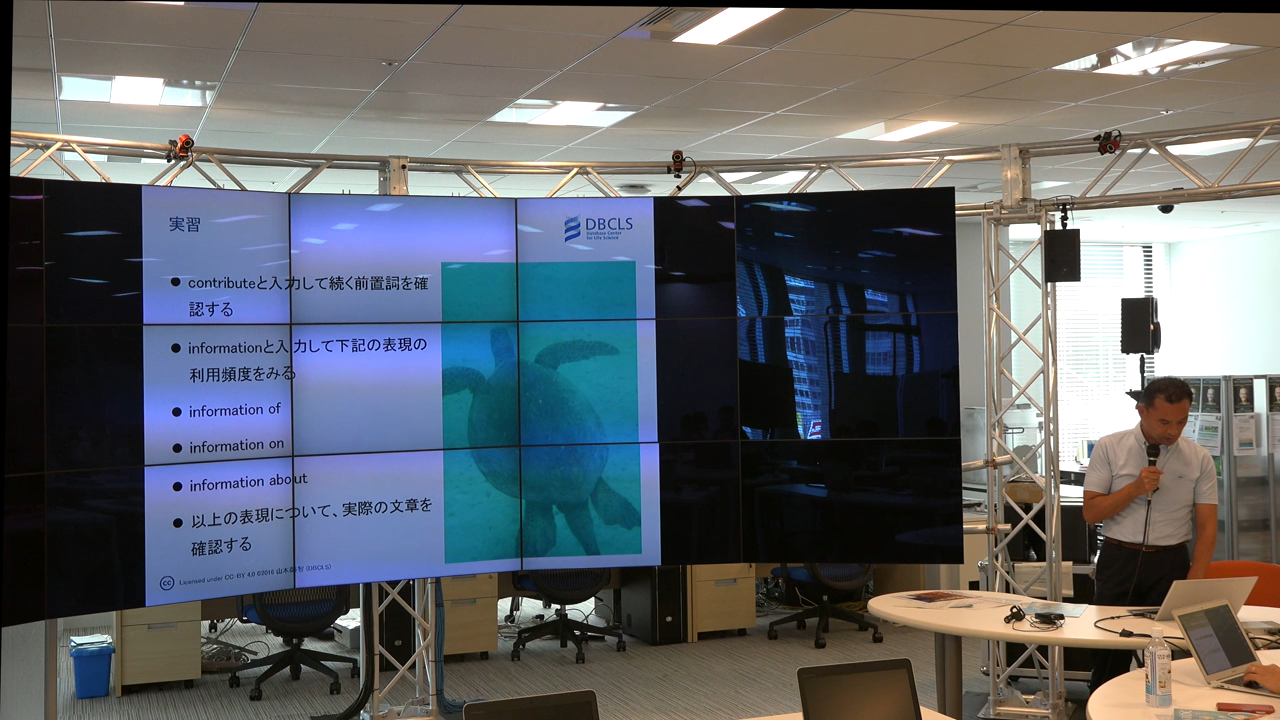 実習
DBCLS
Database Center
for Life Science
● contributeと入力して続く前置詞を確
認する
● informationと入力して下記の表現の
利用頻度をみる
● information of
● information on
● information about
● 以上の表現について、実際の文章を
確認する
cc Licensed under CC-BY 4.0 ©2016 山本泰智 (DBCLS)